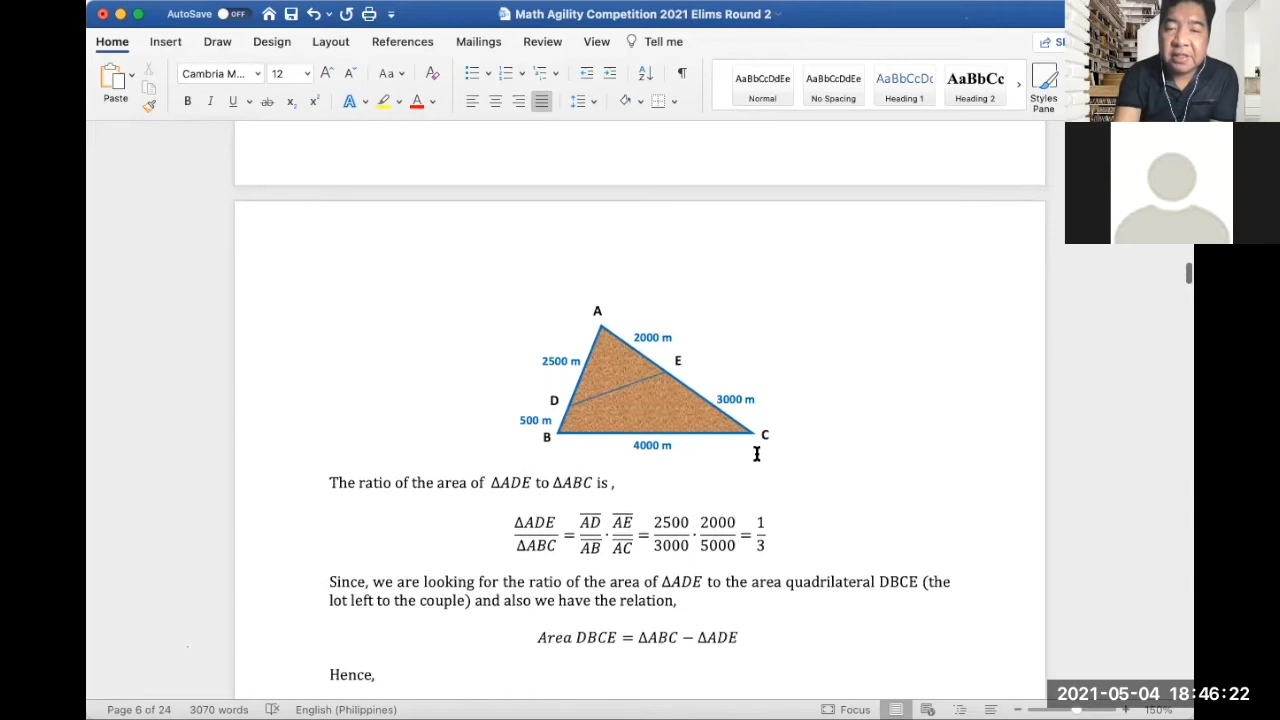 AutoSave OFF Math Agility Competition 2021 Elims Round 2
Home Insert Draw Design Layout References Mailings Review View Tell me
Paste Cambria M... 12 Aa AaBbCcDdEe AaBbCcDdEe AaBbCcDc AaBbCc
B I U ab x₂ x² A A Normal No Spacing Heading 1 Heading 2 Styles Pane
A
2000 m
2500 m E
D 3000 m
500 m
B C
4000 m
The ratio of the area of ΔADE to ΔABC is ,
ΔADE/ΔABC = AD/AB · AE/AC = 2500/3000 · 2000/5000 = 1/3
Since, we are looking for the ratio of the area of ΔADE to the area quadrilateral DBCE (the
lot left to the couple) and also we have the relation,
Area DBCE = ΔABC − ΔADE
Hence,
2021-05-04 18:46:22
Page 6 of 24 3070 words English (Philippines) Focus 150%